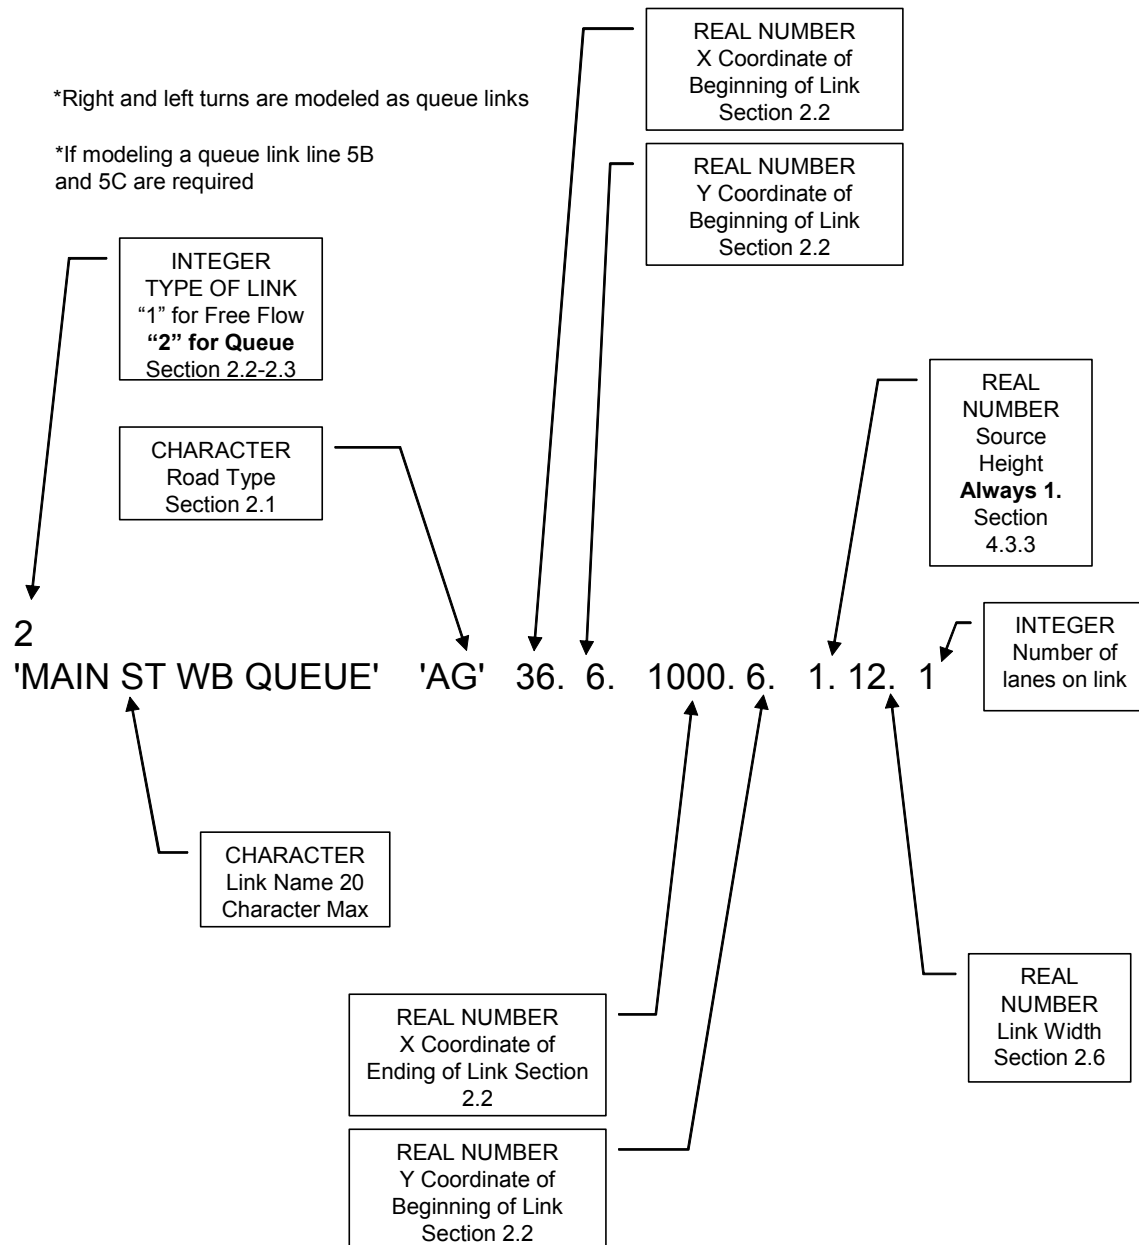 REAL NUMBER
X Coordinate of
Beginning of Link
Section 2.2
*Right and left turns are modeled as queue links
*If modeling a queue link line 5B
and 5C are required
REAL NUMBER
Y Coordinate of
Beginning of Link
Section 2.2
INTEGER
TYPE OF LINK
“1” for Free Flow
“2” for Queue
Section 2.2-2.3
REAL
NUMBER
Source
Height
Always 1.
Section
4.3.3
CHARACTER
Road Type
Section 2.1
INTEGER
Number of
lanes on link
2
'MAIN ST WB QUEUE' 'AG' 36. 6. 1000. 6. 1. 12. 1
CHARACTER
Link Name 20
Character Max
REAL
NUMBER
Link Width
Section 2.6
REAL NUMBER
X Coordinate of
Ending of Link Section
2.2
REAL NUMBER
Y Coordinate of
Beginning of Link
Section 2.2